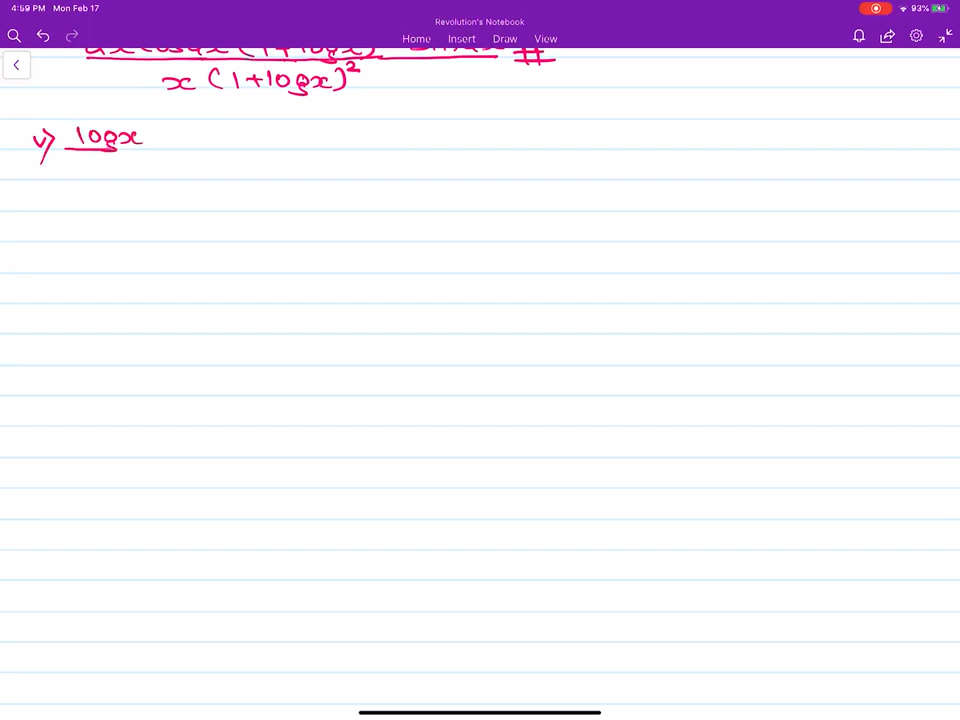 4:59 PM Mon Feb 17
93%
Revolution's Notebook
Home Insert Draw View
x (1+logx)²
v) logx